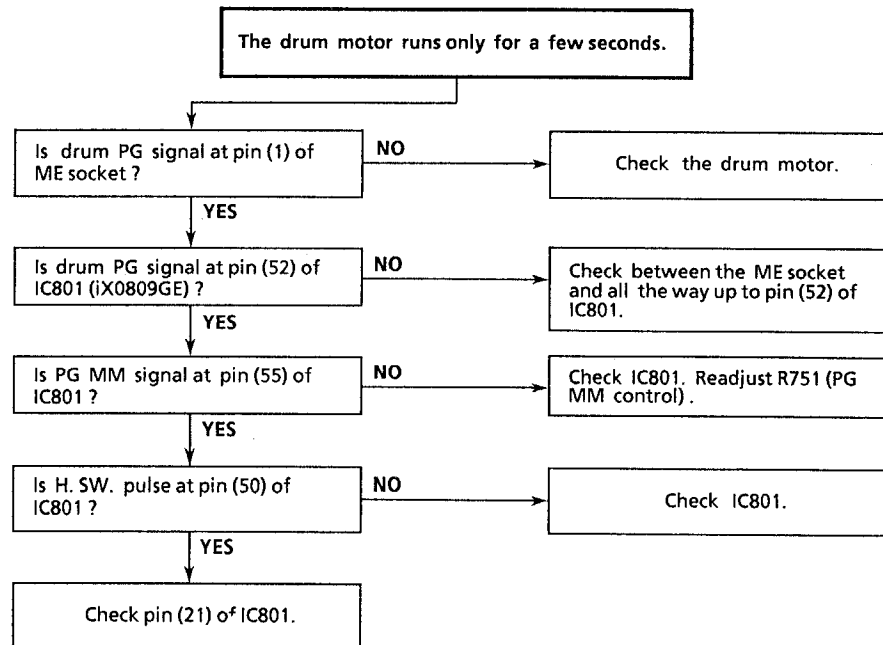 The drum motor runs only for a few seconds.
Is drum PG signal at pin (1) of
ME socket ?
NO
Check the drum motor.
YES
Is drum PG signal at pin (52) of
IC801 (iX0809GE) ?
NO
Check between the ME socket
and all the way up to pin (52) of
IC801.
YES
Is PG MM signal at pin (55) of
IC801 ?
NO
Check IC801. Readjust R751 (PG
MM control) .
YES
Is H. SW. pulse at pin (50) of
IC801 ?
NO
Check IC801.
YES
Check pin (21) of IC801.